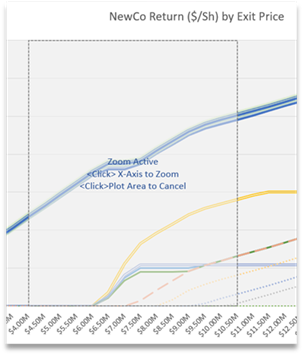 NewCo Return ($/Sh) by Exit Price
Zoom Active
<Click> X-Axis to Zoom
<Click>Plot Area to Cancel
$4.00M
$4.50M
$5.00M
$5.50M
$6.00M
$6.50M
$7.00M
$7.50M
$8.00M
$8.50M
$9.00M
$9.50M
$10.00M
$10.50M
$11.00M
$11.50M
$12.00M